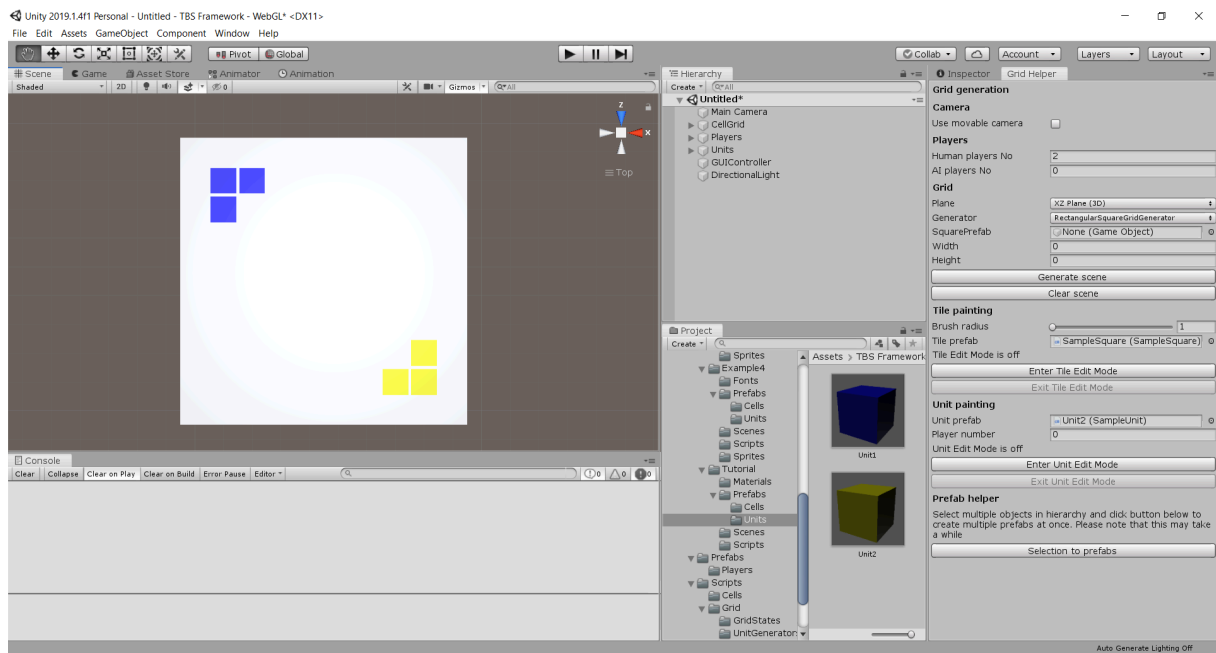 Unity 2019.1.4f1 Personal - Untitled - TBS Framework - WebGL* <DX11>
File Edit Assets GameObject Component Window Help
Pivot Global Collab Account Layers Layout
Scene Game Asset Store Animator Animation
Shaded 2D 0 Gizmos All
z
x
Top
Hierarchy
Create All
Untitled*
Main Camera
CellGrid
Players
Units
GUIController
DirectionalLight
Inspector Grid Helper
Grid generation
Camera
Use movable camera
Players
Human players No 2
AI players No 0
Grid
Plane XZ Plane (3D)
Generator RectangularSquareGridGenerator
SquarePrefab None (Game Object)
Width 0
Height 0
Generate scene
Clear scene
Tile painting
Brush radius 1
Tile prefab SampleSquare (SampleSquare)
Tile Edit Mode is off
Enter Tile Edit Mode
Exit Tile Edit Mode
Unit painting
Unit prefab Unit2 (SampleUnit)
Player number 0
Unit Edit Mode is off
Enter Unit Edit Mode
Exit Unit Edit Mode
Prefab helper
Select multiple objects in hierarchy and click button below to
create multiple prefabs at once. Please note that this may take
a while
Selection to prefabs
Project
Create
Sprites
Example4
Fonts
Prefabs
Cells
Units
Scenes
Scripts
Sprites
Tutorial
Materials
Prefabs
Cells
Units
Scenes
Scripts
Prefabs
Players
Scripts
Cells
Grid
GridStates
UnitGenerator
Assets > TBS Framework
Unit1
Unit2
Console
Clear Collapse Clear on Play Clear on Build Error Pause Editor 0 0 0
Auto Generate Lighting Off